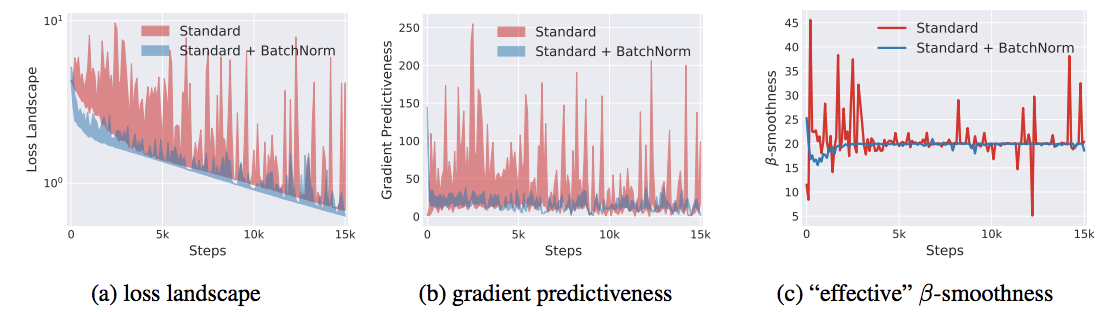 10¹
10⁰
Loss Landscape
Standard
Standard + BatchNorm
0
5k
10k
15k
Steps
(a) loss landscape
250
200
150
100
50
0
Gradient Predictiveness
Standard
Standard + BatchNorm
0
5k
10k
15k
Steps
(b) gradient predictiveness
45
40
35
30
25
20
15
10
5
β-smoothness
Standard
Standard + BatchNorm
0
5k
10k
15k
Steps
(c) “effective” β-smoothness